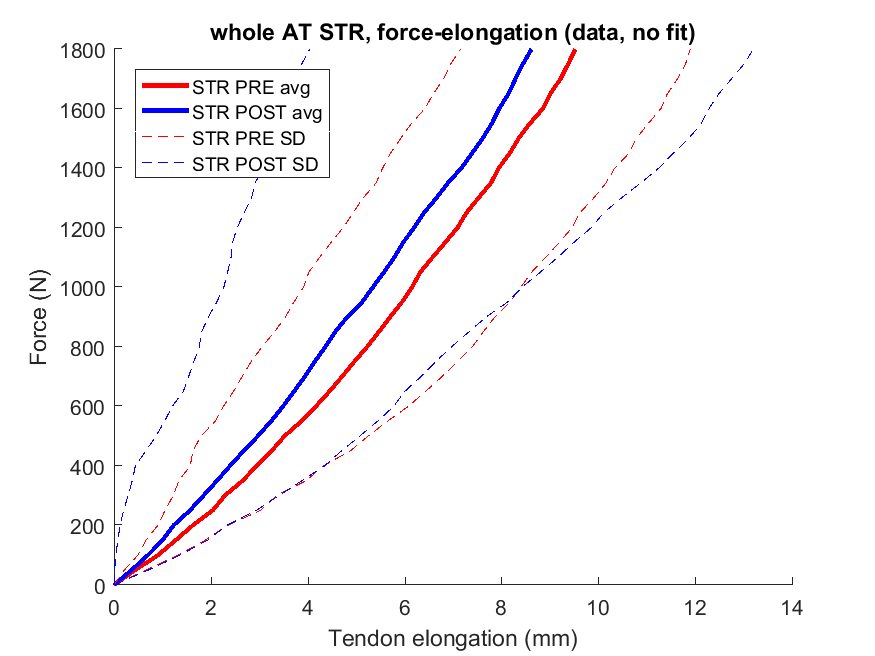 whole AT STR, force-elongation (data, no fit)
1800
1600
1400
1200
1000
800
600
400
200
0
Force (N)
STR PRE avg
STR POST avg
STR PRE SD
STR POST SD
0 2 4 6 8 10 12 14
Tendon elongation (mm)